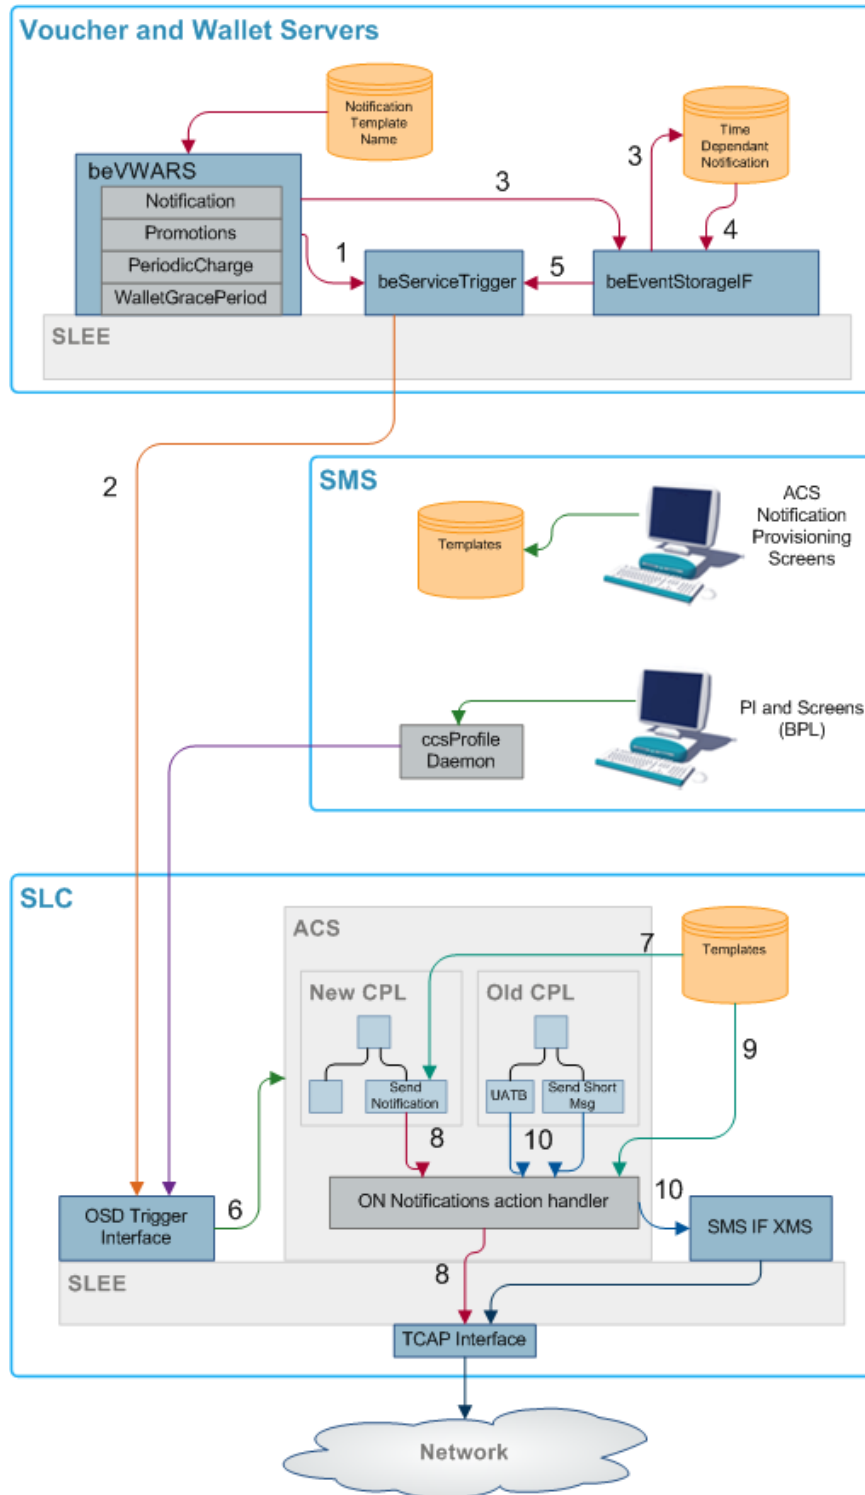 Voucher and Wallet Servers
Notification
Template
Name
Time
Dependant
Notification
beVWARS
Notification
Promotions
PeriodicCharge
WalletGracePeriod
3
3
4
1
5
beServiceTrigger
beEventStorageIF
SLEE
2
SMS
Templates
ACS
Notification
Provisioning
Screens
ccsProfile
Daemon
PI and Screens
(BPL)
SLC
ACS
7
Templates
New CPL
Old CPL
Send
Notification
UATB
Send Short
Msg
9
8
10
ON Notifications action handler
10
6
OSD Trigger
Interface
SMS IF XMS
8
SLEE
TCAP Interface
Network